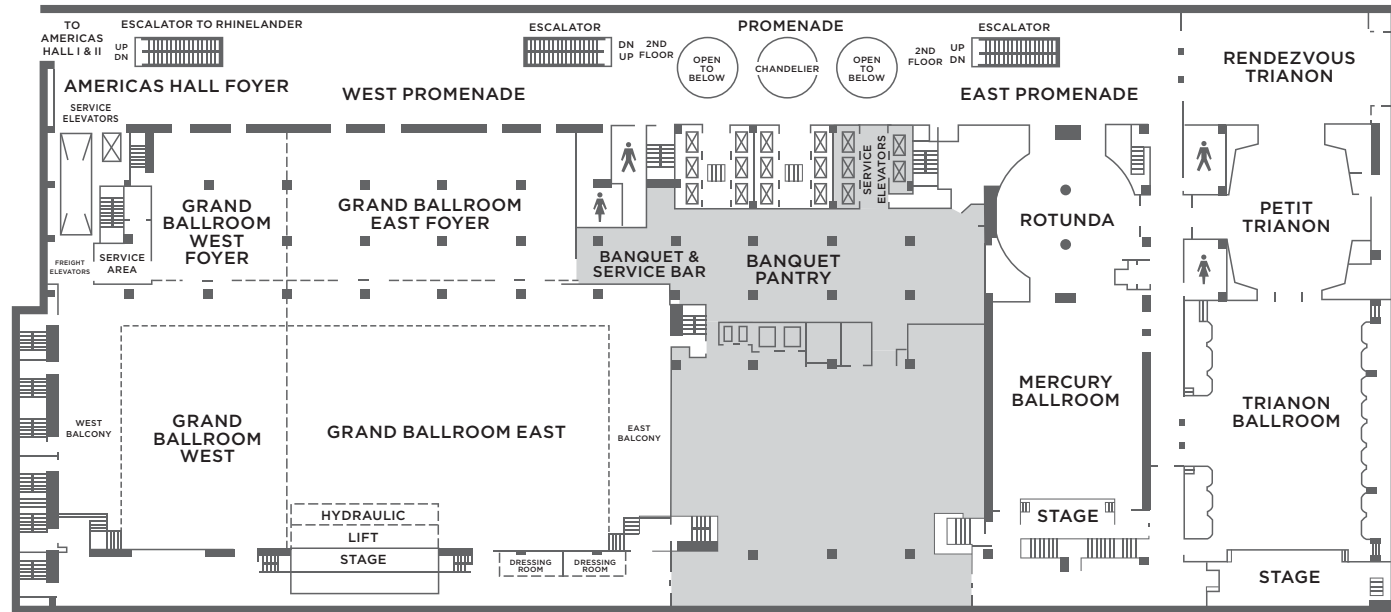 TO
AMERICAS
HALL I & II
UP
DN
ESCALATOR TO RHINELANDER
ESCALATOR
DN
UP
2ND
FLOOR
PROMENADE
OPEN
TO
BELOW
CHANDELIER
OPEN
TO
BELOW
2ND
FLOOR
UP
DN
ESCALATOR
RENDEZVOUS
TRIANON
AMERICAS HALL FOYER
WEST PROMENADE
EAST PROMENADE
SERVICE
ELEVATORS
SERVICE
ELEVATORS
GRAND
BALLROOM
WEST
FOYER
GRAND BALLROOM
EAST FOYER
ROTUNDA
PETIT
TRIANON
FREIGHT
ELEVATORS
SERVICE
AREA
BANQUET &
SERVICE BAR
BANQUET
PANTRY
MERCURY
BALLROOM
TRIANON
BALLROOM
WEST
BALCONY
GRAND
BALLROOM
WEST
GRAND BALLROOM EAST
EAST
BALCONY
HYDRAULIC
LIFT
STAGE
DRESSING
ROOM
DRESSING
ROOM
STAGE
STAGE